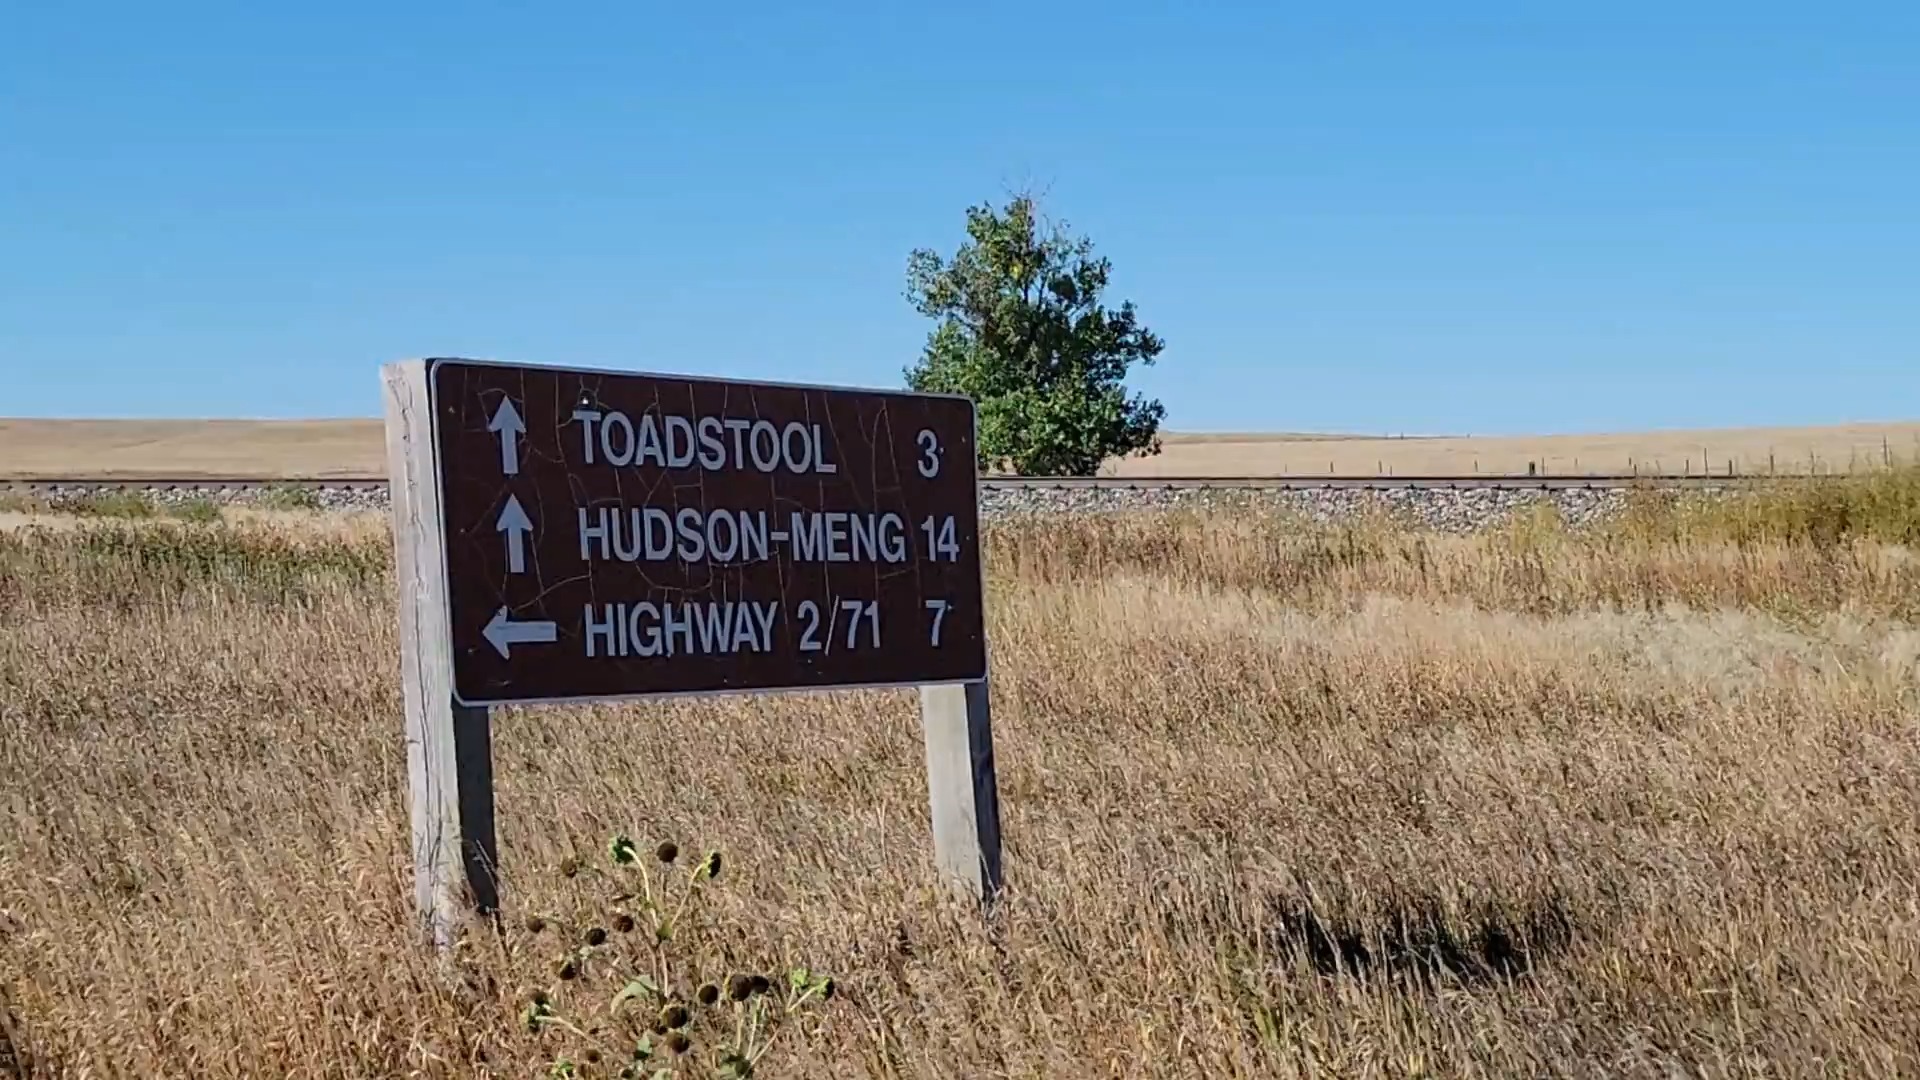 ↑ TOADSTOOL 3
↑ HUDSON-MENG 14
← HIGHWAY 2/71 7